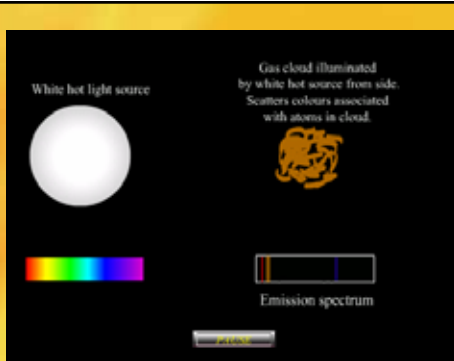 White hot light source
Gas cloud illuminated
by white hot source from side.
Scatters colours associated
with atoms in cloud.
Emission spectrum
PAUSE